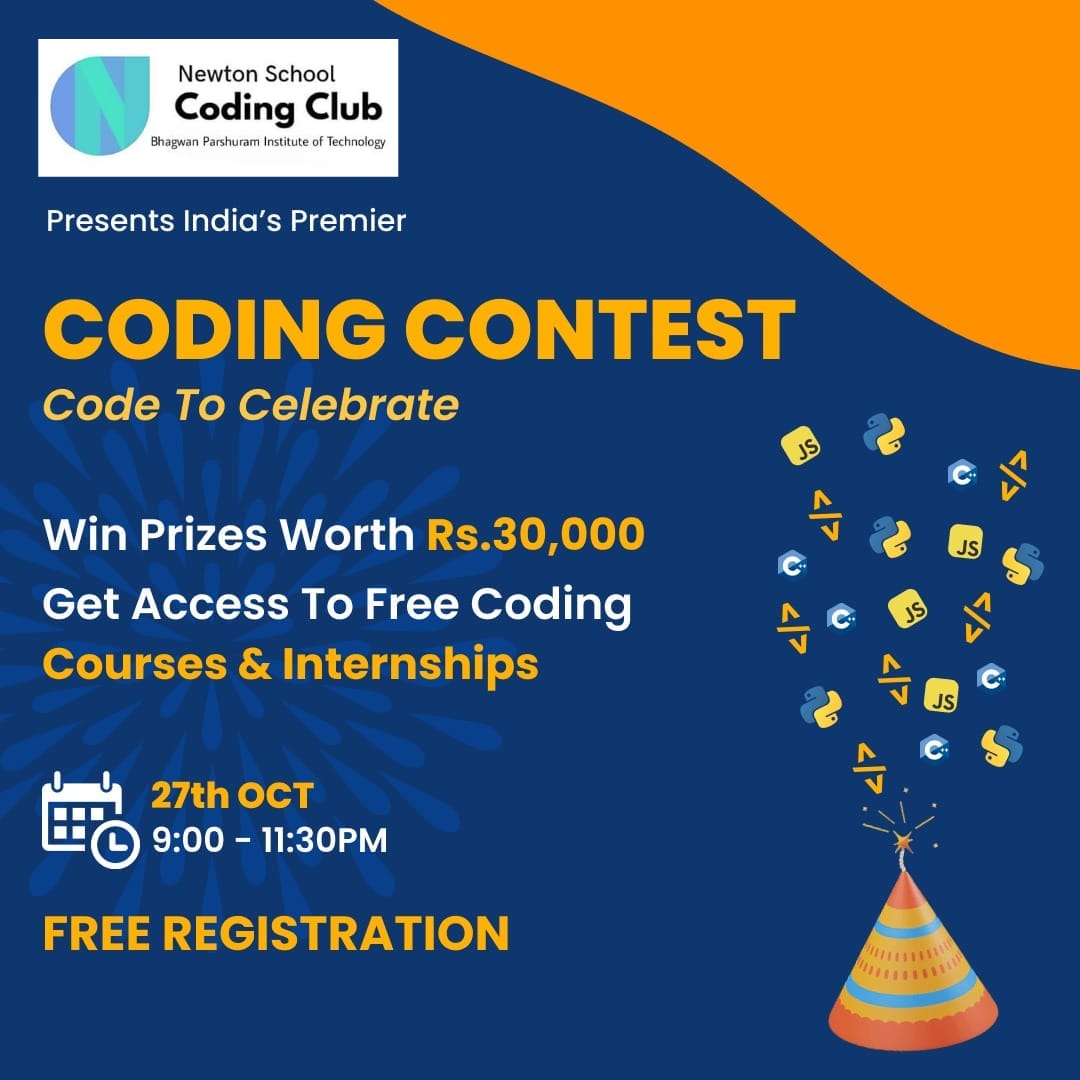 Newton School
Coding Club
Bhagwan Parshuram Institute of Technology
Presents India's Premier
CODING CONTEST
Code To Celebrate
Win Prizes Worth Rs.30,000
Get Access To Free Coding
Courses & Internships
27th OCT
9:00 - 11:30PM
FREE REGISTRATION
JS
C++
JS
C++
C++
JS
C++
JS
C++